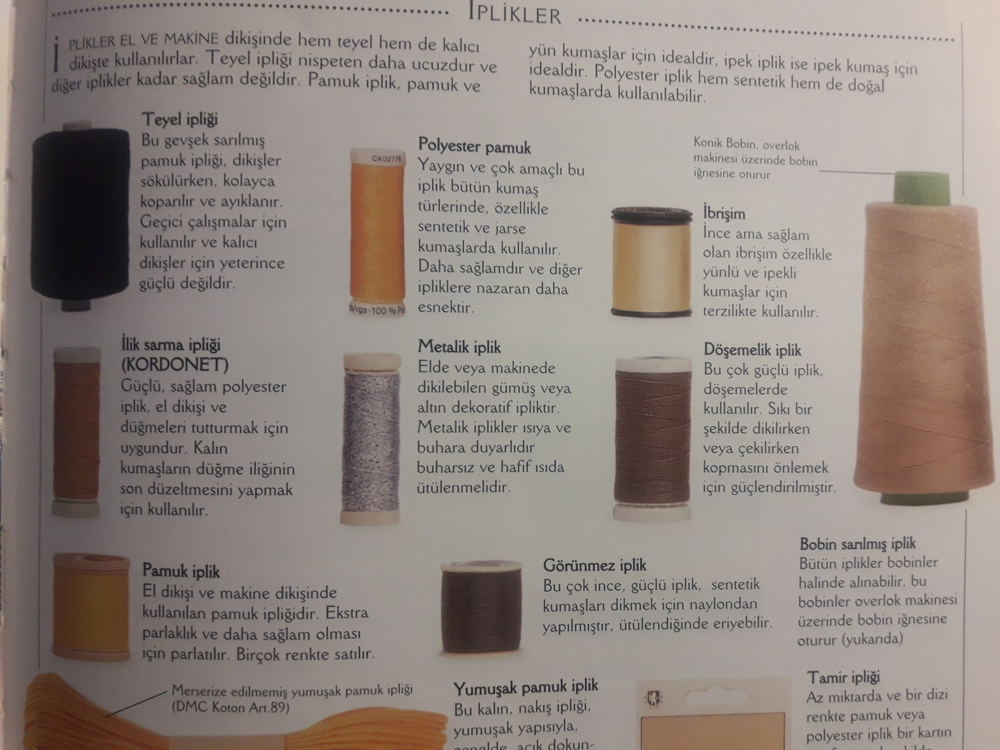 İPLİKLER
İPLİKLER EL VE MAKİNE dikişinde hem teyel hem de kalıcı
dikişte kullanılırlar. Teyel ipliği nispeten daha ucuzdur ve
diğer iplikler kadar sağlam değildir. Pamuk iplik, pamuk ve
yün kumaşlar için idealdir, ipek iplik ise ipek kumaş için
idealdir. Polyester iplik hem sentetik hem de doğal
kumaşlarda kullanılabilir.
Teyel ipliği
Bu gevşek sarılmış
pamuk ipliği, dikişler
sökülürken, kolayca
koparılır ve ayıklanır.
Geçici çalışmalar için
kullanılır ve kalıcı
dikişler için yeterince
güçlü değildir.
CA 02776
Polyester pamuk
Yaygın ve çok amaçlı bu
iplik bütün kumaş
türlerinde, özellikle
sentetik ve jarse
kumaşlarda kullanılır.
Daha sağlamdır ve diğer
ipliklere nazaran daha
esnektir.
/vgs - 100 % Pol
Konik Bobin, overlok
makinesi üzerinde bobin
iğnesine oturur
İbrişim
İnce ama sağlam
olan ibrişim özellikle
yünlü ve ipekli
kumaşlar için
terzilikte kullanılır.
İlik sarma ipliği
(KORDONET)
Güçlü, sağlam polyester
iplik, el dikişi ve
düğmeleri tutturmak için
uygundur. Kalın
kumaşların düğme iliğinin
son düzeltmesini yapmak
için kullanılır.
Metalik iplik
Elde veya makinede
dikilebilen gümüş veya
altın dekoratif ipliktir.
Metalik iplikler ısıya ve
buhara duyarlıdır
buharsız ve hafif ısıda
ütülenmelidir.
Döşemelik iplik
Bu çok güçlü iplik,
döşemelerde
kullanılır. Sıkı bir
şekilde dikilirken
veya çekilirken
kopmasını önlemek
için güçlendirilmiştir.
Pamuk iplik
El dikişi ve makine dikişinde
kullanılan pamuk ipliğidir. Ekstra
parlaklık ve daha sağlam olması
için parlatılır. Birçok renkte satılır.
Görünmez iplik
Bu çok ince, güçlü iplik, sentetik
kumaşları dikmek için naylondan
yapılmıştır, ütülendiğinde eriyebilir.
Bobin sarılmış iplik
Bütün iplikler bobinler
halinde alınabilir, bu
bobinler overlok makinesi
üzerinde bobin iğnesine
oturur (yukarıda)
Merserize edilmemiş yumuşak pamuk ipliği
(DMC Koton Art.89)
Yumuşak pamuk iplik
Bu kalın, nakış ipliği,
yumuşak yapısıyla,
genelde, açık dokun-
Tamir ipliği
Az miktarda ve bir dizi
renkte pamuk veya
polyester iplik bir kartın